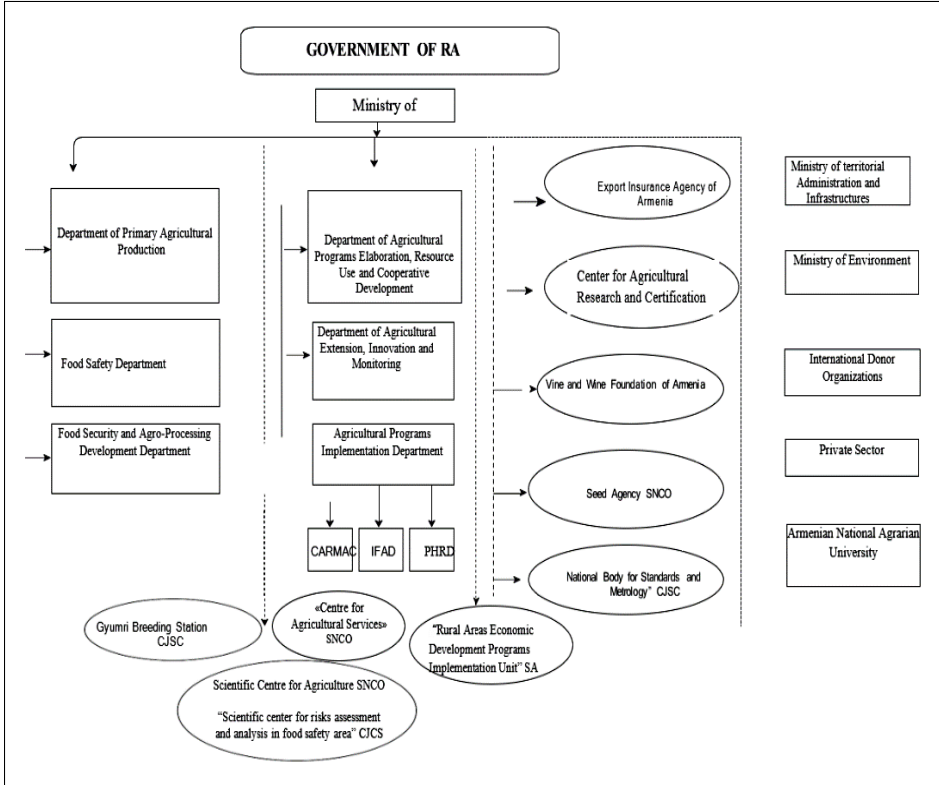 GOVERNMENT OF RA
Ministry of
Department of Primary Agricultural
Production
Food Safety Department
Food Security and Agro-Processing
Development Department
Department of Agricultural
Programs Elaboration, Resource
Use and Cooperative
Development
Department of Agricultural
Extension, Innovation and
Monitoring
Agricultural Programs
Implementation Department
CARMAC
IFAD
PHRD
Export Insurance Agency of
Armenia
Center for Agricultural
Research and Certification
Vine and Wine Foundation of Armenia
Seed Agency SNCO
National Body for Standards and
Metrology” CJSC
Ministry of territorial
Administration and
Infrastructures
Ministry of Environment
International Donor
Organizations
Private Sector
Armenian National Agrarian
University
Gyumri Breeding Station
CJSC
«Centre for
Agricultural Services»
SNCO
“Rural Areas Economic
Development Programs
Implementation Unit” SA
Scientific Centre for Agriculture SNCO
“Scientific center for risks assessment
and analysis in food safety area” CJCS